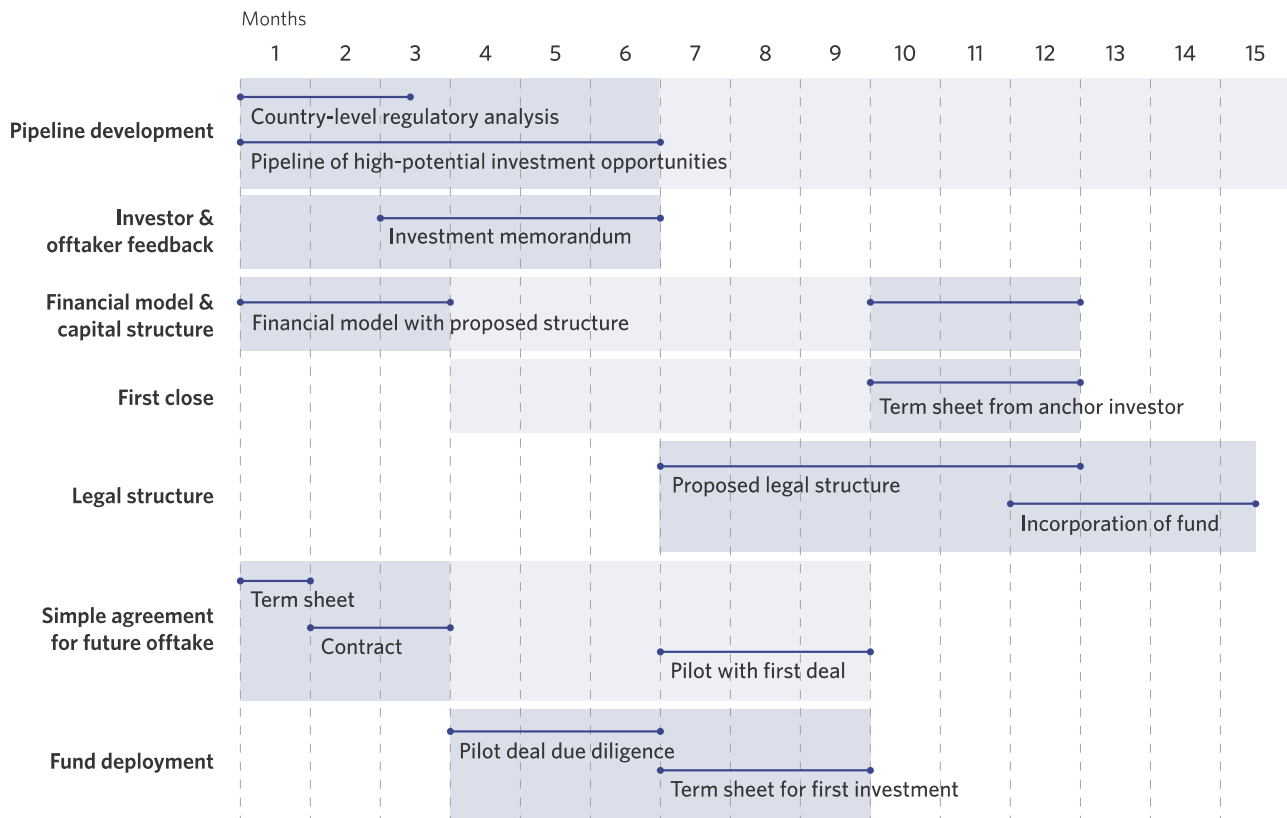 Months
1 2 3 4 5 6 7 8 9 10 11 12 13 14 15
Pipeline development
Country-level regulatory analysis
Pipeline of high-potential investment opportunities
Investor &
offtaker feedback
Investment memorandum
Financial model &
capital structure
Financial model with proposed structure
First close
Term sheet from anchor investor
Legal structure
Proposed legal structure
Incorporation of fund
Simple agreement
for future offtake
Term sheet
Contract
Pilot with first deal
Fund deployment
Pilot deal due diligence
Term sheet for first investment